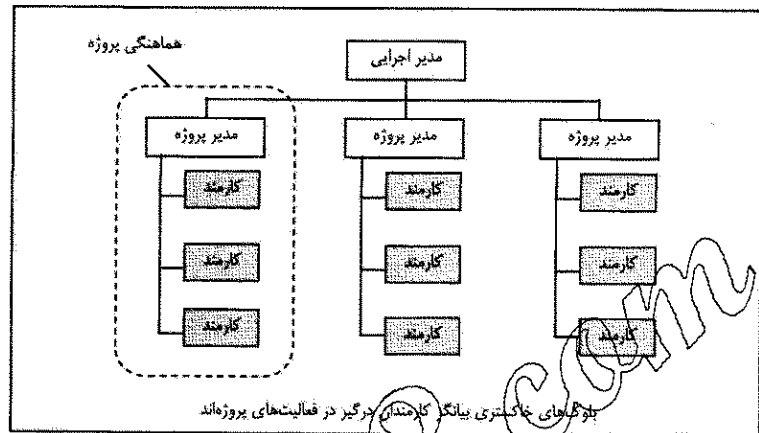 هماهنگی پروژه
مدیر اجرایی
مدیر پروژه
مدیر پروژه
مدیر پروژه
کارمند
کارمند
کارمند
کارمند
کارمند
کارمند
کارمند
کارمند
کارمند
بلوک‌های خاکستری بیانگر کارمندان درگیر در فعالیت‌های پروژه‌اند
com